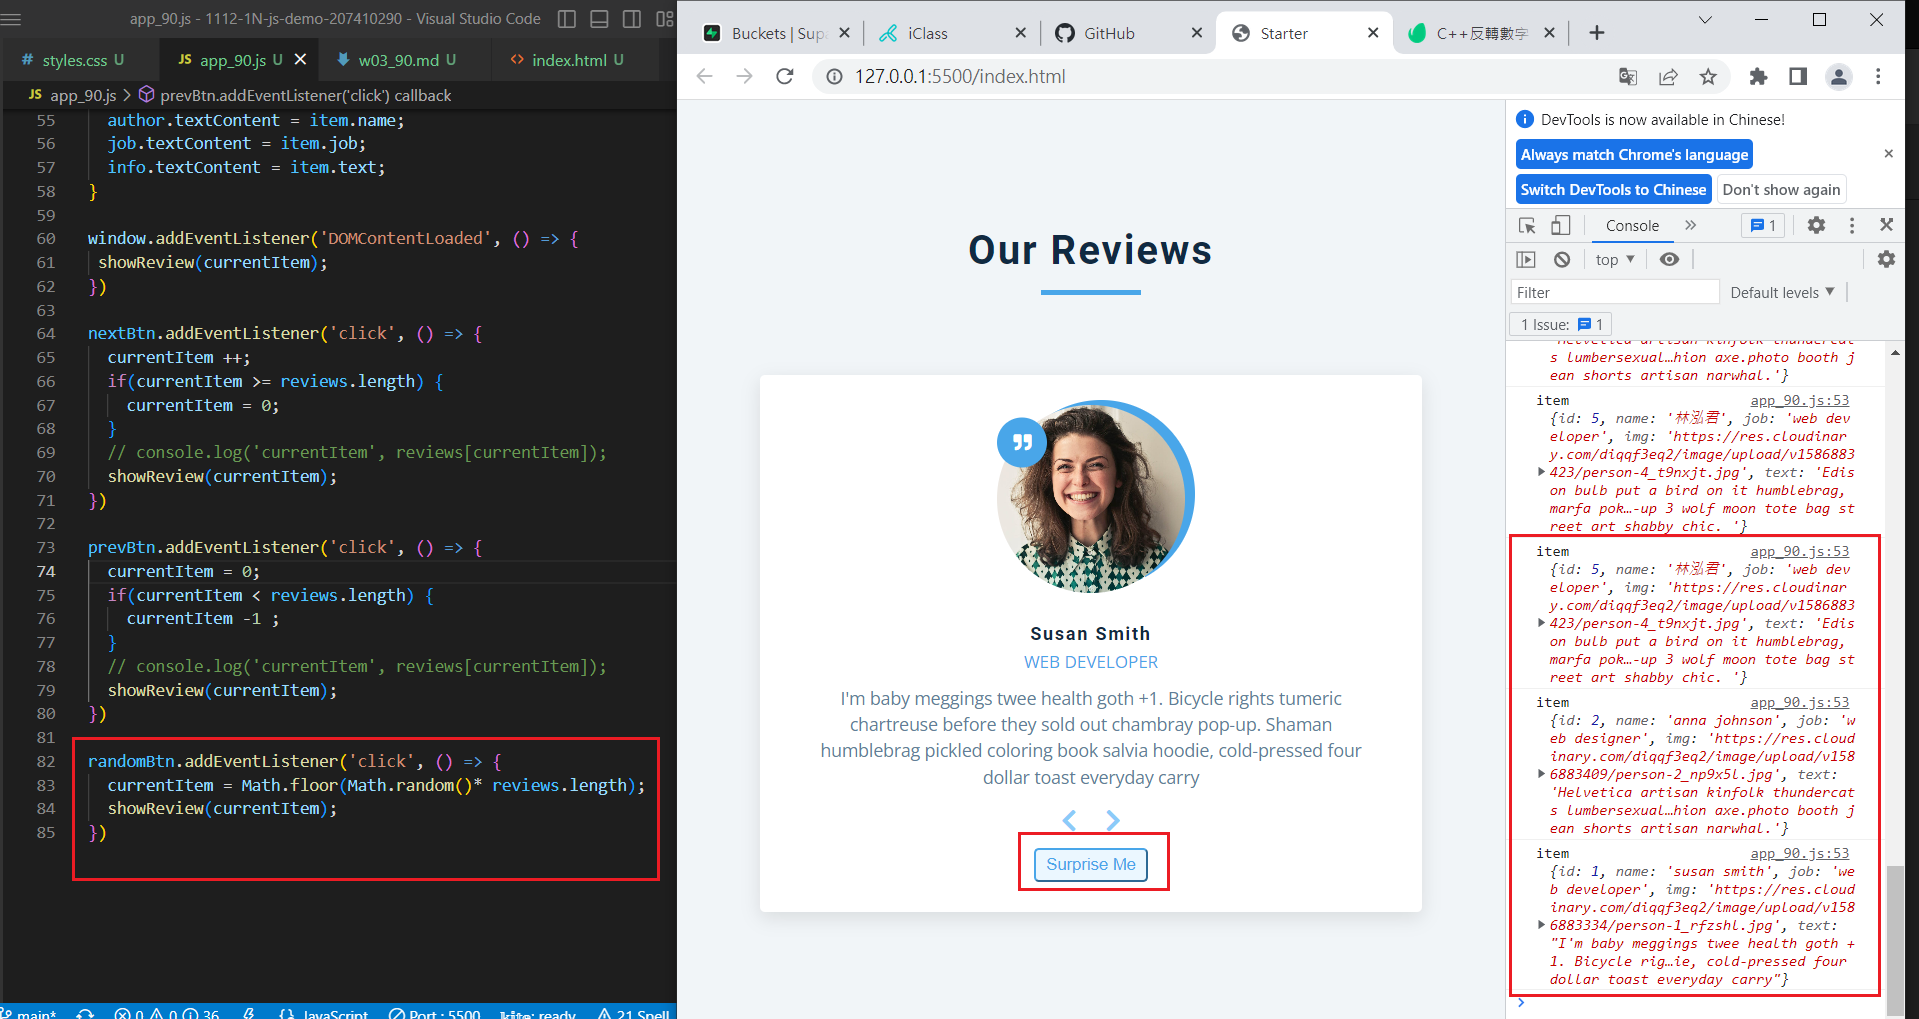 app_90.js - 1112-1N-js-demo-207410290 - Visual Studio Code
# styles.css U
JS app_90.js U
w03_90.md U
<> index.html U
JS app_90.js > prevBtn.addEventListener('click') callback
55 author.textContent = item.name;
56 job.textContent = item.job;
57 info.textContent = item.text;
58 }
59
60 window.addEventListener('DOMContentLoaded', () => {
61 showReview(currentItem);
62 })
63
64 nextBtn.addEventListener('click', () => {
65 currentItem ++;
66 if(currentItem >= reviews.length) {
67 currentItem = 0;
68 }
69 // console.log('currentItem', reviews[currentItem]);
70 showReview(currentItem);
71 })
72
73 prevBtn.addEventListener('click', () => {
74 currentItem = 0;
75 if(currentItem < reviews.length) {
76 currentItem -1 ;
77 }
78 // console.log('currentItem', reviews[currentItem]);
79 showReview(currentItem);
80 })
81
82 randomBtn.addEventListener('click', () => {
83 currentItem = Math.floor(Math.random()* reviews.length);
84 showReview(currentItem);
85 })
main* 0 0 36 {} JavaScript Port : 5500 kite: ready 21 Spell
Buckets | Supa
iClass
GitHub
Starter
C++反轉數字
127.0.0.1:5500/index.html
Our Reviews
Susan Smith
WEB DEVELOPER
I'm baby meggings twee health goth +1. Bicycle rights tumeric
chartreuse before they sold out chambray pop-up. Shaman
humblebrag pickled coloring book salvia hoodie, cold-pressed four
dollar toast everyday carry
Surprise Me
DevTools is now available in Chinese!
Always match Chrome's language
Switch DevTools to Chinese
Don't show again
Console
1
top
Filter
Default levels
1 Issue: 1
'Helvetica artisan kinfolk thundercat
s lumbersexual…hion axe.photo booth j
ean shorts artisan narwhal.'}
item app_90.js:53
{id: 5, name: '林泓君', job: 'web dev
eloper', img: 'https://res.cloudinar
y.com/diqqf3eq2/image/upload/v1586883
423/person-4_t9nxjt.jpg', text: 'Edis
on bulb put a bird on it humblebrag,
marfa pok…-up 3 wolf moon tote bag st
reet art shabby chic. '}
item app_90.js:53
{id: 5, name: '林泓君', job: 'web dev
eloper', img: 'https://res.cloudinar
y.com/diqqf3eq2/image/upload/v1586883
423/person-4_t9nxjt.jpg', text: 'Edis
on bulb put a bird on it humblebrag,
marfa pok…-up 3 wolf moon tote bag st
reet art shabby chic. '}
item app_90.js:53
{id: 2, name: 'anna johnson', job: 'w
eb designer', img: 'https://res.cloud
inary.com/diqqf3eq2/image/upload/v158
6883409/person-2_np9x5l.jpg', text:
'Helvetica artisan kinfolk thundercat
s lumbersexual…hion axe.photo booth j
ean shorts artisan narwhal.'}
item app_90.js:53
{id: 1, name: 'susan smith', job: 'we
b developer', img: 'https://res.cloud
inary.com/diqqf3eq2/image/upload/v158
6883334/person-1_rfzshl.jpg', text:
"I'm baby meggings twee health goth +
1. Bicycle rig…ie, cold-pressed four
dollar toast everyday carry"}